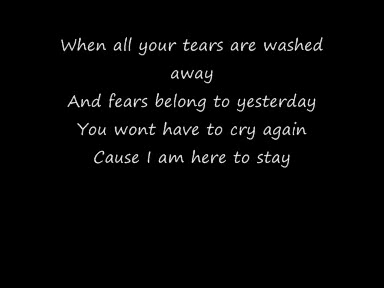 When all your tears are washed
away
And fears belong to yesterday
You wont have to cry again
Cause I am here to stay